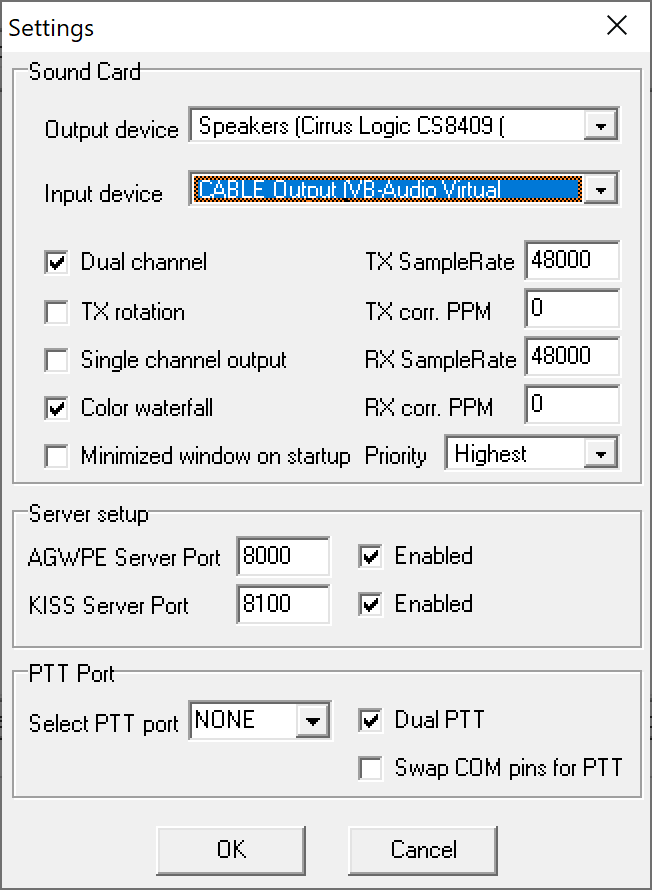 Settings
Sound Card
Output device Speakers (Cirrus Logic CS8409 (
Input device CABLE Output (VB-Audio Virtual
Dual channel TX SampleRate 48000
TX rotation TX corr. PPM 0
Single channel output RX SampleRate 48000
Color waterfall RX corr. PPM 0
Minimized window on startup Priority Highest
Server setup
AGWPE Server Port 8000 Enabled
KISS Server Port 8100 Enabled
PTT Port
Select PTT port NONE Dual PTT
Swap COM pins for PTT
OK Cancel